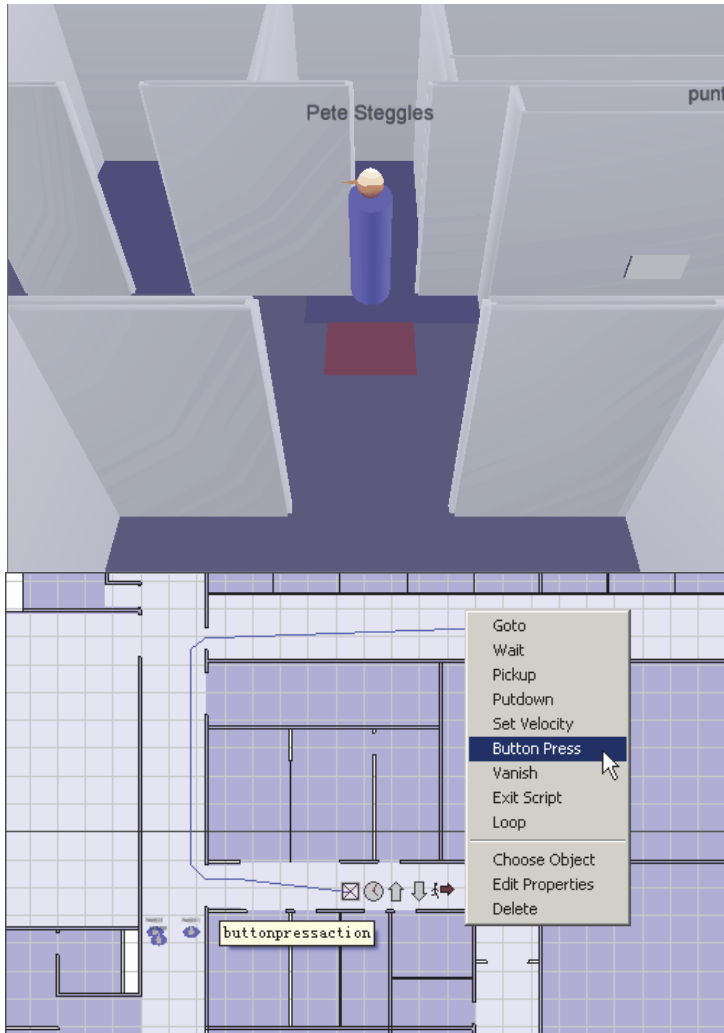 Pete Steggles
punt
Goto
Wait
Pickup
Putdown
Set Velocity
Button Press
Vanish
Exit Script
Loop
Choose Object
Edit Properties
Delete
buttonpressaction